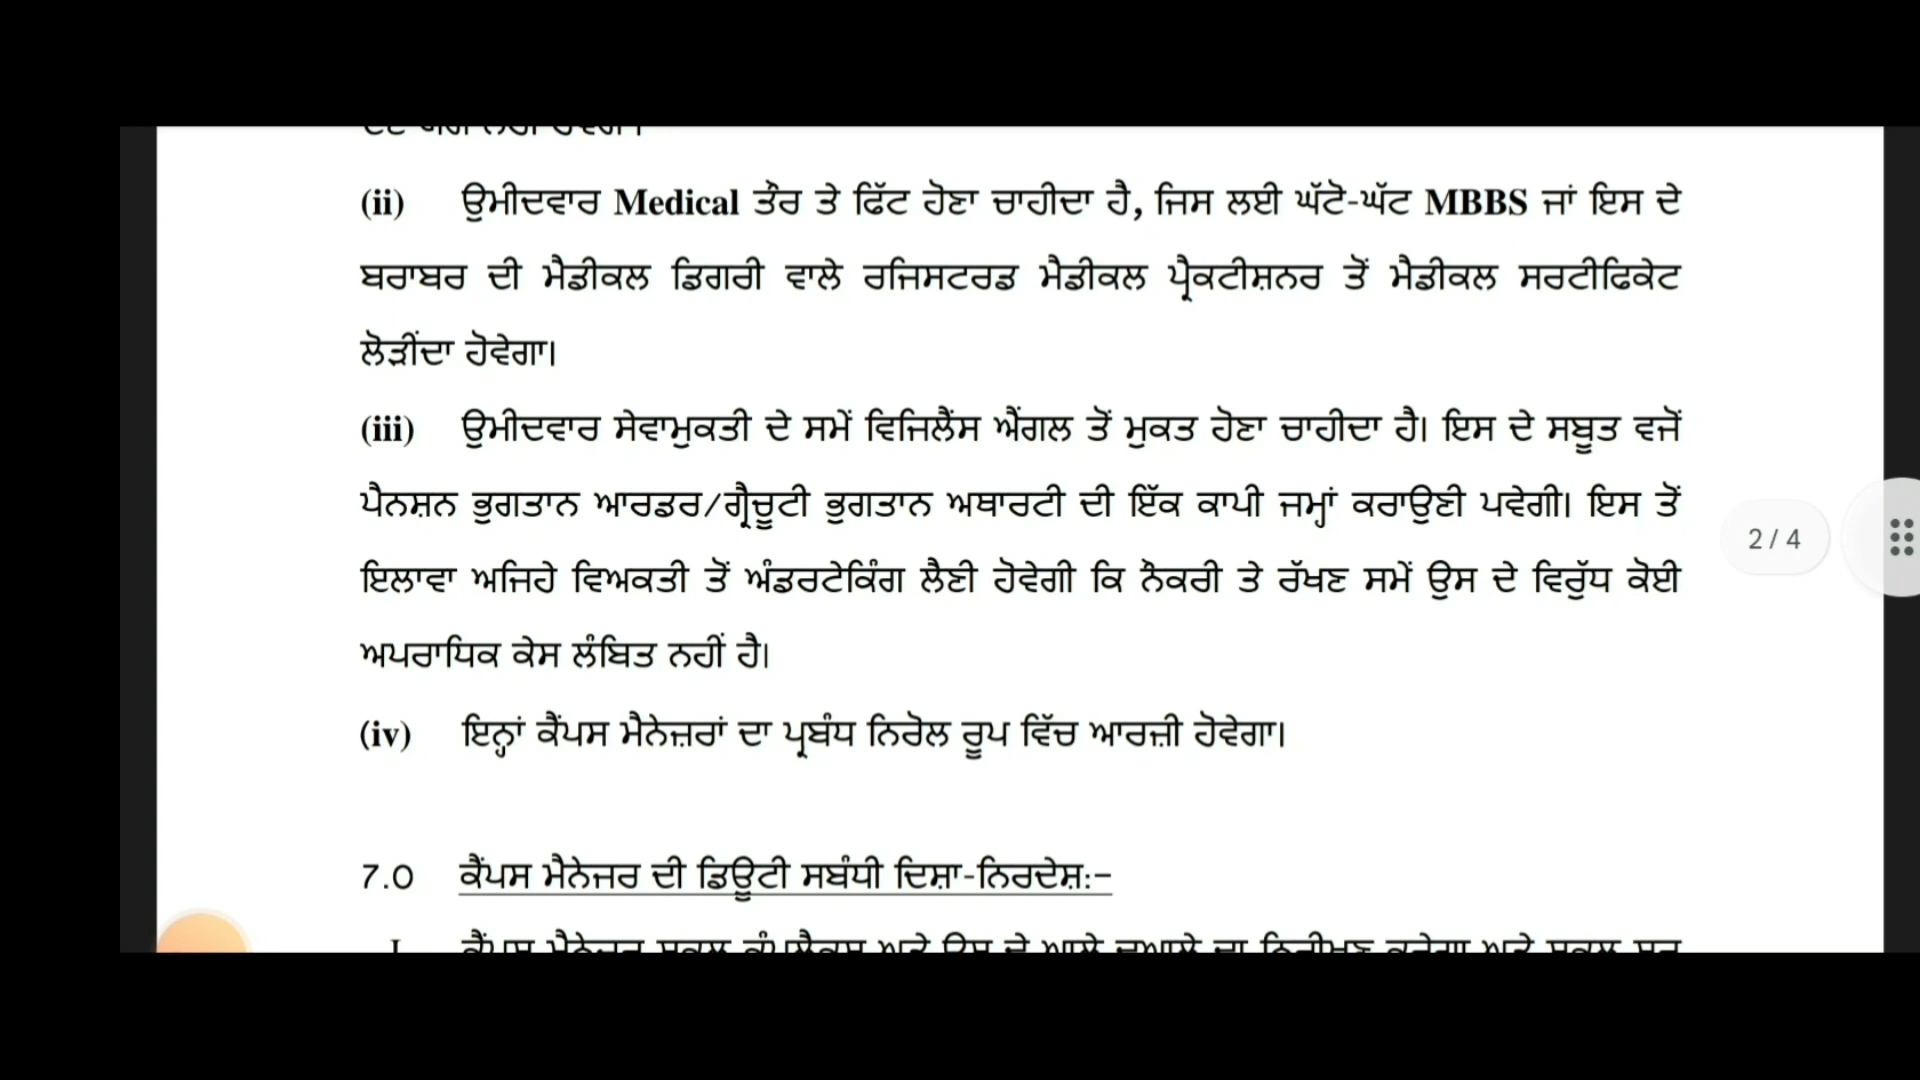 (ii) ਉਮੀਦਵਾਰ Medical ਤੌਰ ਤੇ ਫਿੱਟ ਹੋਣਾ ਚਾਹੀਦਾ ਹੈ, ਜਿਸ ਲਈ ਘੱਟੋ-ਘੱਟ MBBS ਜਾਂ ਇਸ ਦੇ
ਬਰਾਬਰ ਦੀ ਮੈਡੀਕਲ ਡਿਗਰੀ ਵਾਲੇ ਰਜਿਸਟਰਡ ਮੈਡੀਕਲ ਪ੍ਰੈਕਟੀਸ਼ਨਰ ਤੋਂ ਮੈਡੀਕਲ ਸਰਟੀਫਿਕੇਟ
ਲੋੜੀਂਦਾ ਹੋਵੇਗਾ।
(iii) ਉਮੀਦਵਾਰ ਸੇਵਾਮੁਕਤੀ ਦੇ ਸਮੇਂ ਵਿਜਿਲੈਂਸ ਐਂਗਲ ਤੋਂ ਮੁਕਤ ਹੋਣਾ ਚਾਹੀਦਾ ਹੈ। ਇਸ ਦੇ ਸਬੂਤ ਵਜੋਂ
ਪੈਨਸ਼ਨ ਭੁਗਤਾਨ ਆਰਡਰ/ਗ੍ਰੈਚੂਟੀ ਭੁਗਤਾਨ ਅਥਾਰਟੀ ਦੀ ਇੱਕ ਕਾਪੀ ਜਮ੍ਹਾਂ ਕਰਾਉਣੀ ਪਵੇਗੀ। ਇਸ ਤੋਂ
ਇਲਾਵਾ ਅਜਿਹੇ ਵਿਅਕਤੀ ਤੋਂ ਅੰਡਰਟੇਕਿੰਗ ਲੈਣੀ ਹੋਵੇਗੀ ਕਿ ਨੌਕਰੀ ਤੇ ਰੱਖਣ ਸਮੇਂ ਉਸ ਦੇ ਵਿਰੁੱਧ ਕੋਈ
ਅਪਰਾਧਿਕ ਕੇਸ ਲੰਬਿਤ ਨਹੀਂ ਹੈ।
2 / 4
(iv) ਇਨ੍ਹਾਂ ਕੈਂਪਸ ਮੈਨੇਜ਼ਰਾਂ ਦਾ ਪ੍ਰਬੰਧ ਨਿਰੋਲ ਰੂਪ ਵਿੱਚ ਆਰਜ਼ੀ ਹੋਵੇਗਾ।
7.0 ਕੈਂਪਸ ਮੈਨੇਜਰ ਦੀ ਡਿਊਟੀ ਸਬੰਧੀ ਦਿਸ਼ਾ-ਨਿਰਦੇਸ਼ਃ-